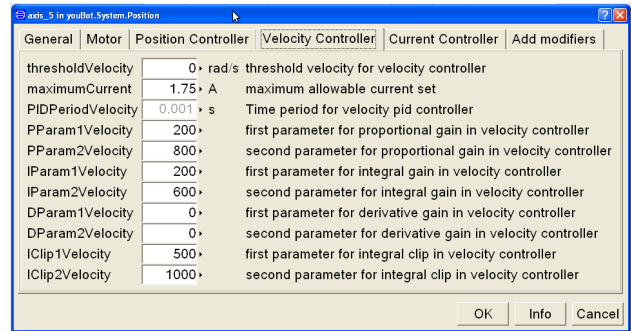 axis_5 in youBot.System.Position
General Motor Position Controller Velocity Controller Current Controller Add modifiers
thresholdVelocity 0 rad/s threshold velocity for velocity controller
maximumCurrent 1.75 A maximum allowable current set
PIDPeriodVelocity 0.001 s Time period for velocity pid controller
PParam1Velocity 200 first parameter for proportional gain in velocity controller
PParam2Velocity 800 second parameter for proportional gain in velocity controller
IParam1Velocity 200 first parameter for integral gain in velocity controller
IParam2Velocity 600 second parameter for integral gain in velocity controller
DParam1Velocity 0 first parameter for derivative gain in velocity controller
DParam2Velocity 0 second parameter for derivative gain in velocity controller
IClip1Velocity 500 first parameter for integral clip in velocity controller
IClip2Velocity 1000 second parameter for integral clip in velocity controller
OK Info Cancel